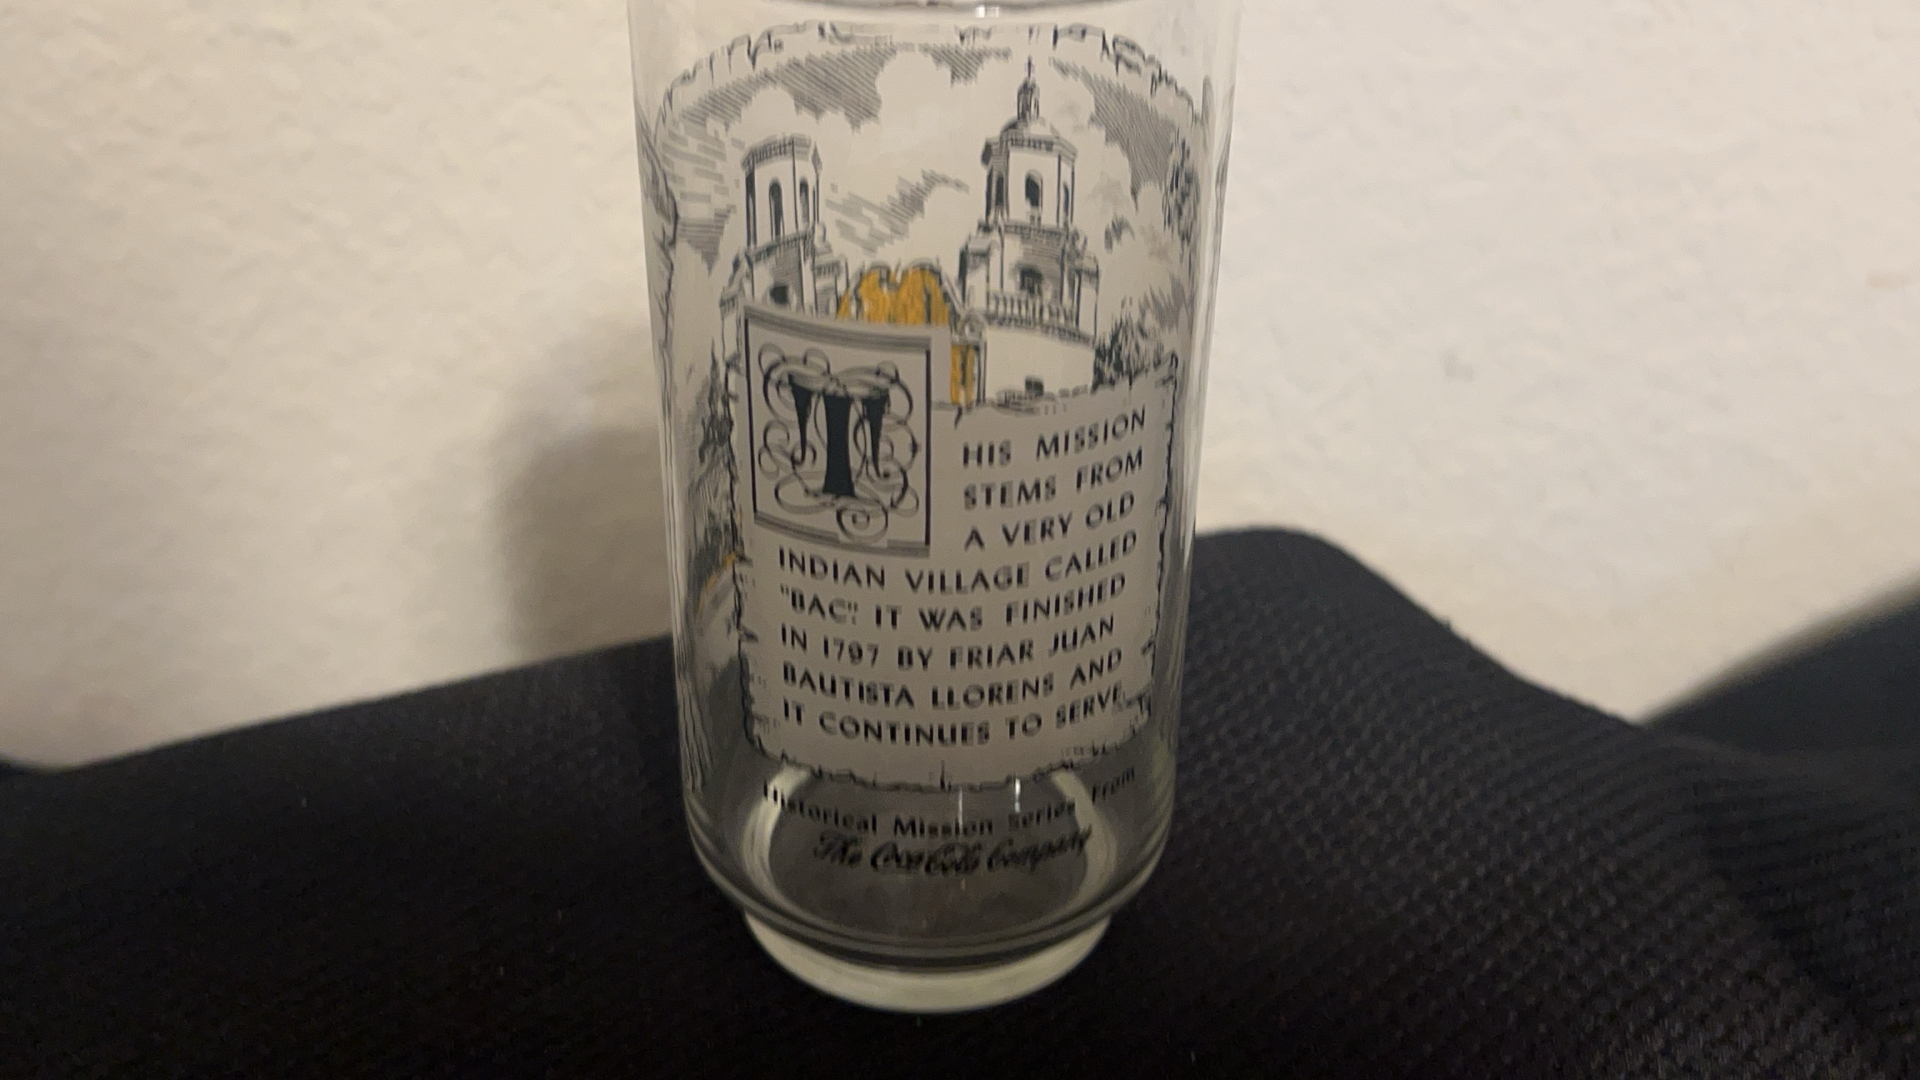 THIS MISSION
STEMS FROM
A VERY OLD
INDIAN VILLAGE CALLED
"BAC". IT WAS FINISHED
IN 1797 BY FRIAR JUAN
BAUTISTA LLORENS AND
IT CONTINUES TO SERVE.
Historical Mission Series From
The Coca-Cola Company